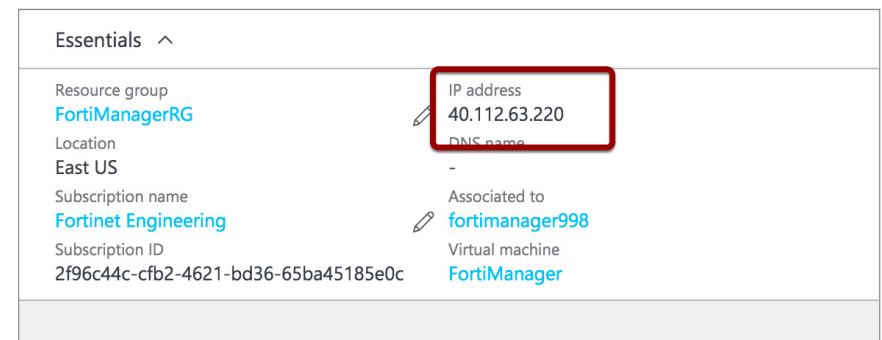 Essentials
Resource group
FortiManagerRG
Location
East US
Subscription name
Fortinet Engineering
Subscription ID
2f96c44c-cfb2-4621-bd36-65ba45185e0c
IP address
40.112.63.220
DNS name
-
Associated to
fortimanager998
Virtual machine
FortiManager